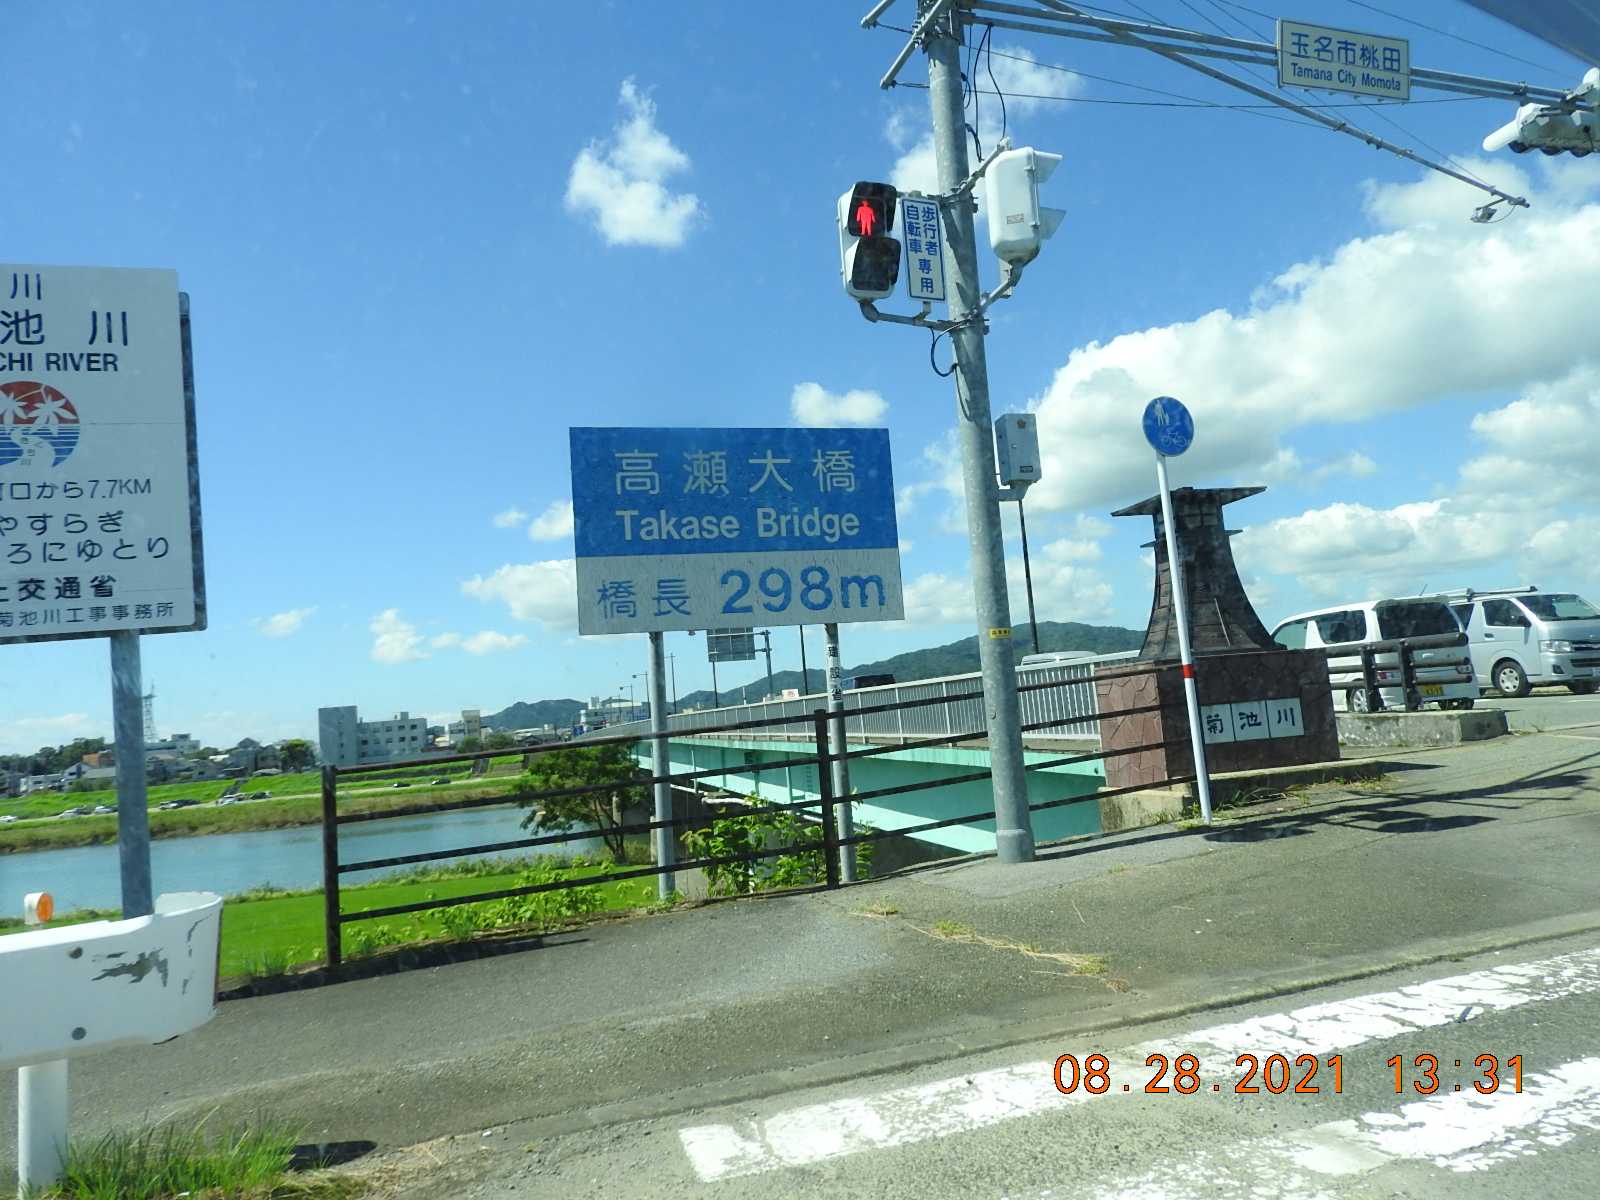 玉名市桃田
Tamana City Momota
歩行者
自転車
専用
川
池 川
CHI RIVER
口から7.7KM
やすらぎ
ろにゆとり
交通省
菊池川工事事務所
高瀬大橋
Takase Bridge
橋長 298m
建設省
菊池川
08.28.2021 13:31